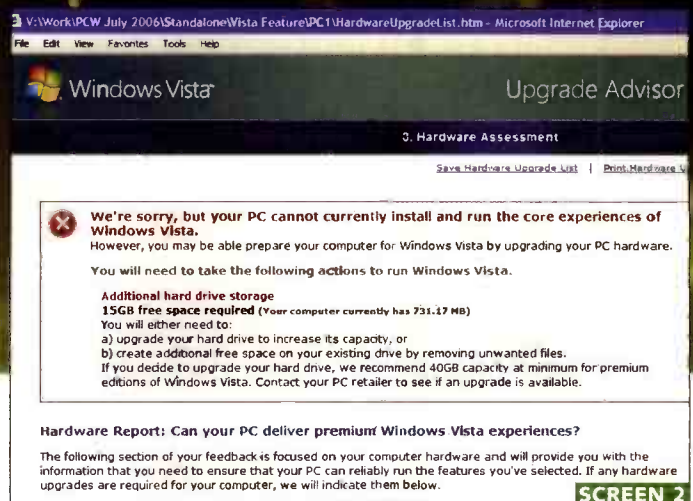 V:\Work\PCW July 2006\Standalone\Vista Feature\PC1\HardwareUpgradeList.htm - Microsoft Internet Explorer
File Edit View Favorites Tools Help
Windows Vista Upgrade Advisor
3. Hardware Assessment
Save Hardware Upgrade List | Print Hardware U
We're sorry, but your PC cannot currently install and run the core experiences of
Windows Vista.
However, you may be able prepare your computer for Windows Vista by upgrading your PC hardware.
You will need to take the following actions to run Windows Vista.
Additional hard drive storage
15GB free space required (Your computer currently has 731.17 MB)
You will either need to:
a) upgrade your hard drive to increase its capacity, or
b) create additional free space on your existing drive by removing unwanted files.
If you decide to upgrade your hard drive, we recommend 40GB capacity at minimum for premium
editions of Windows Vista. Contact your PC retailer to see if an upgrade is available.
Hardware Report: Can your PC deliver premium Windows Vista experiences?
The following section of your feedback is focused on your computer hardware and will provide you with the
information that you need to ensure that your PC can reliably run the features you've selected. If any hardware
upgrades are required for your computer, we will indicate them below.
SCREEN 2